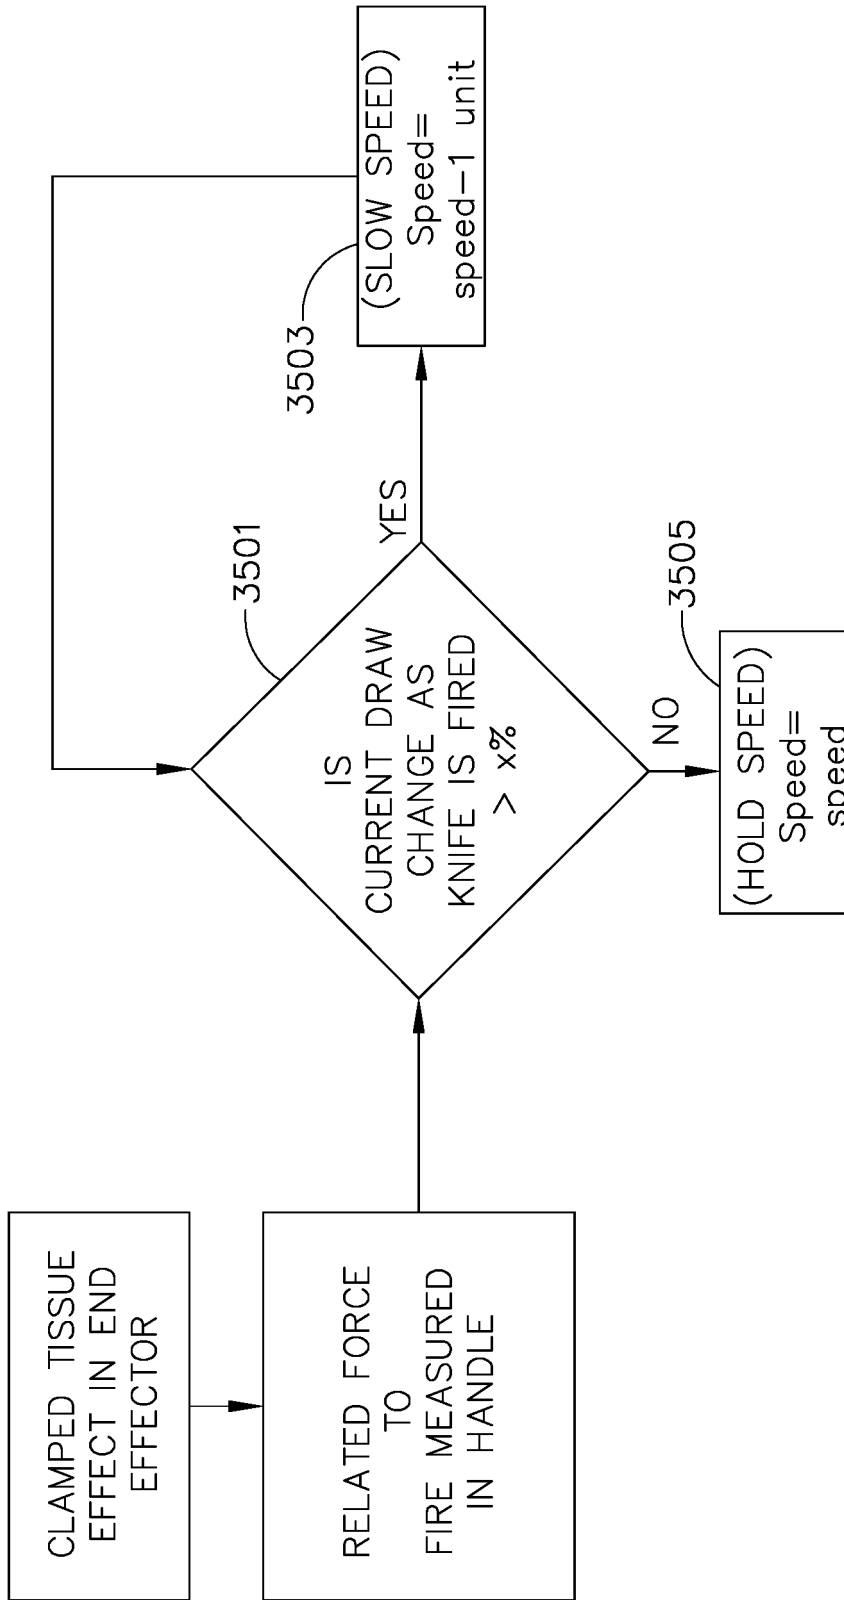 CLAMPED TISSUE
EFFECT IN END
EFFECTOR
RELATED FORCE
TO
FIRE MEASURED
IN HANDLE
IS
CURRENT DRAW
CHANGE AS
KNIFE IS FIRED
> x%
3501
YES
3503
(SLOW SPEED)
Speed=
speed-1 unit
NO
3505
(HOLD SPEED)
Speed=
speed